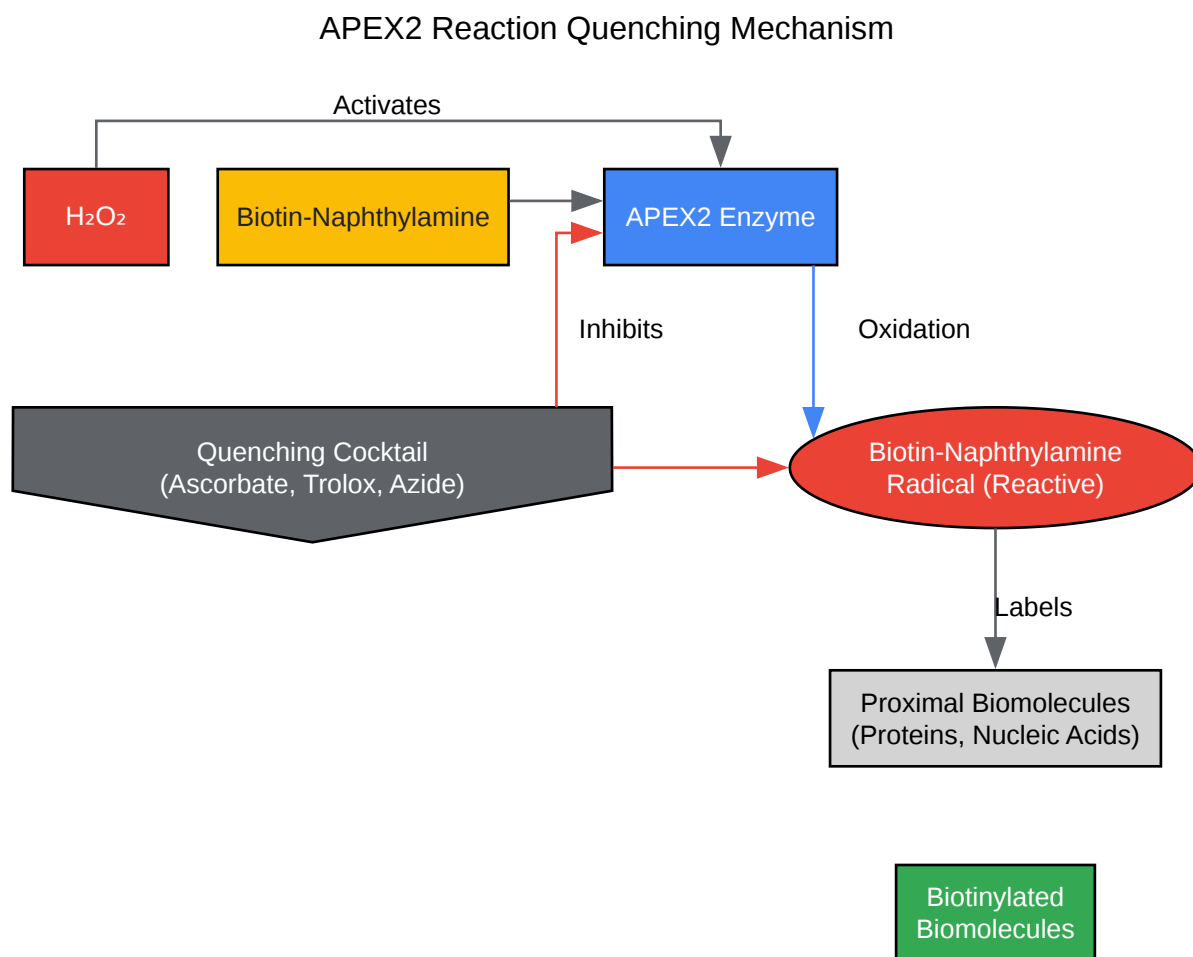 APEX2 Reaction Quenching Mechanism
Activates
H₂O₂
Biotin-Naphthylamine
APEX2 Enzyme
Inhibits
Oxidation
Quenching Cocktail
(Ascorbate, Trolox, Azide)
Biotin-Naphthylamine
Radical (Reactive)
Labels
Proximal Biomolecules
(Proteins, Nucleic Acids)
Biotinylated
Biomolecules